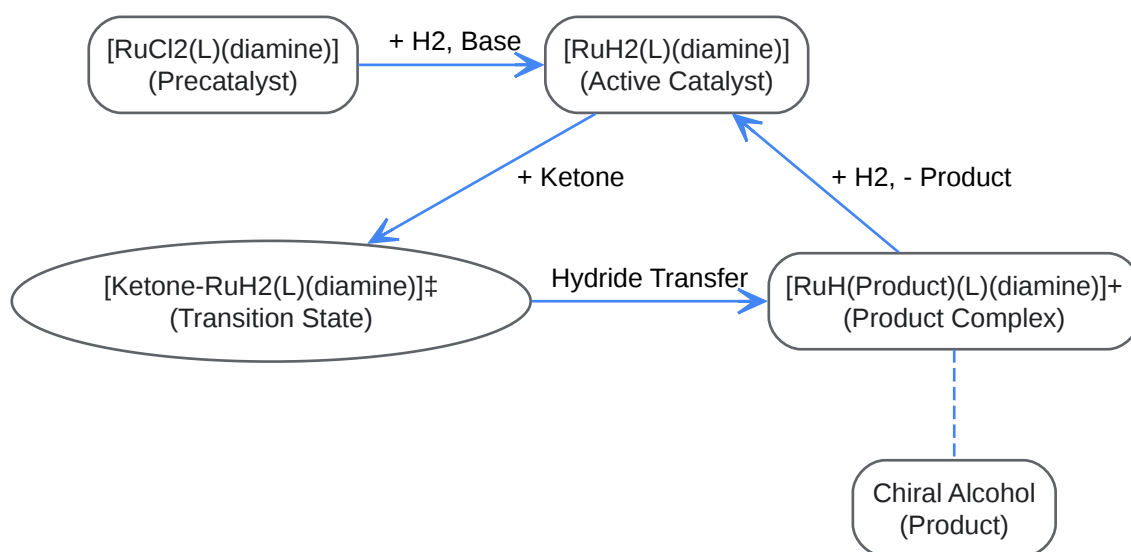 [RuCl2(L)(diamine)]
(Precatalyst)
+ H2, Base
[RuH2(L)(diamine)]
(Active Catalyst)
+ Ketone
+ H2, - Product
[Ketone-RuH2(L)(diamine)]‡
(Transition State)
Hydride Transfer
[RuH(Product)(L)(diamine)]+
(Product Complex)
Chiral Alcohol
(Product)